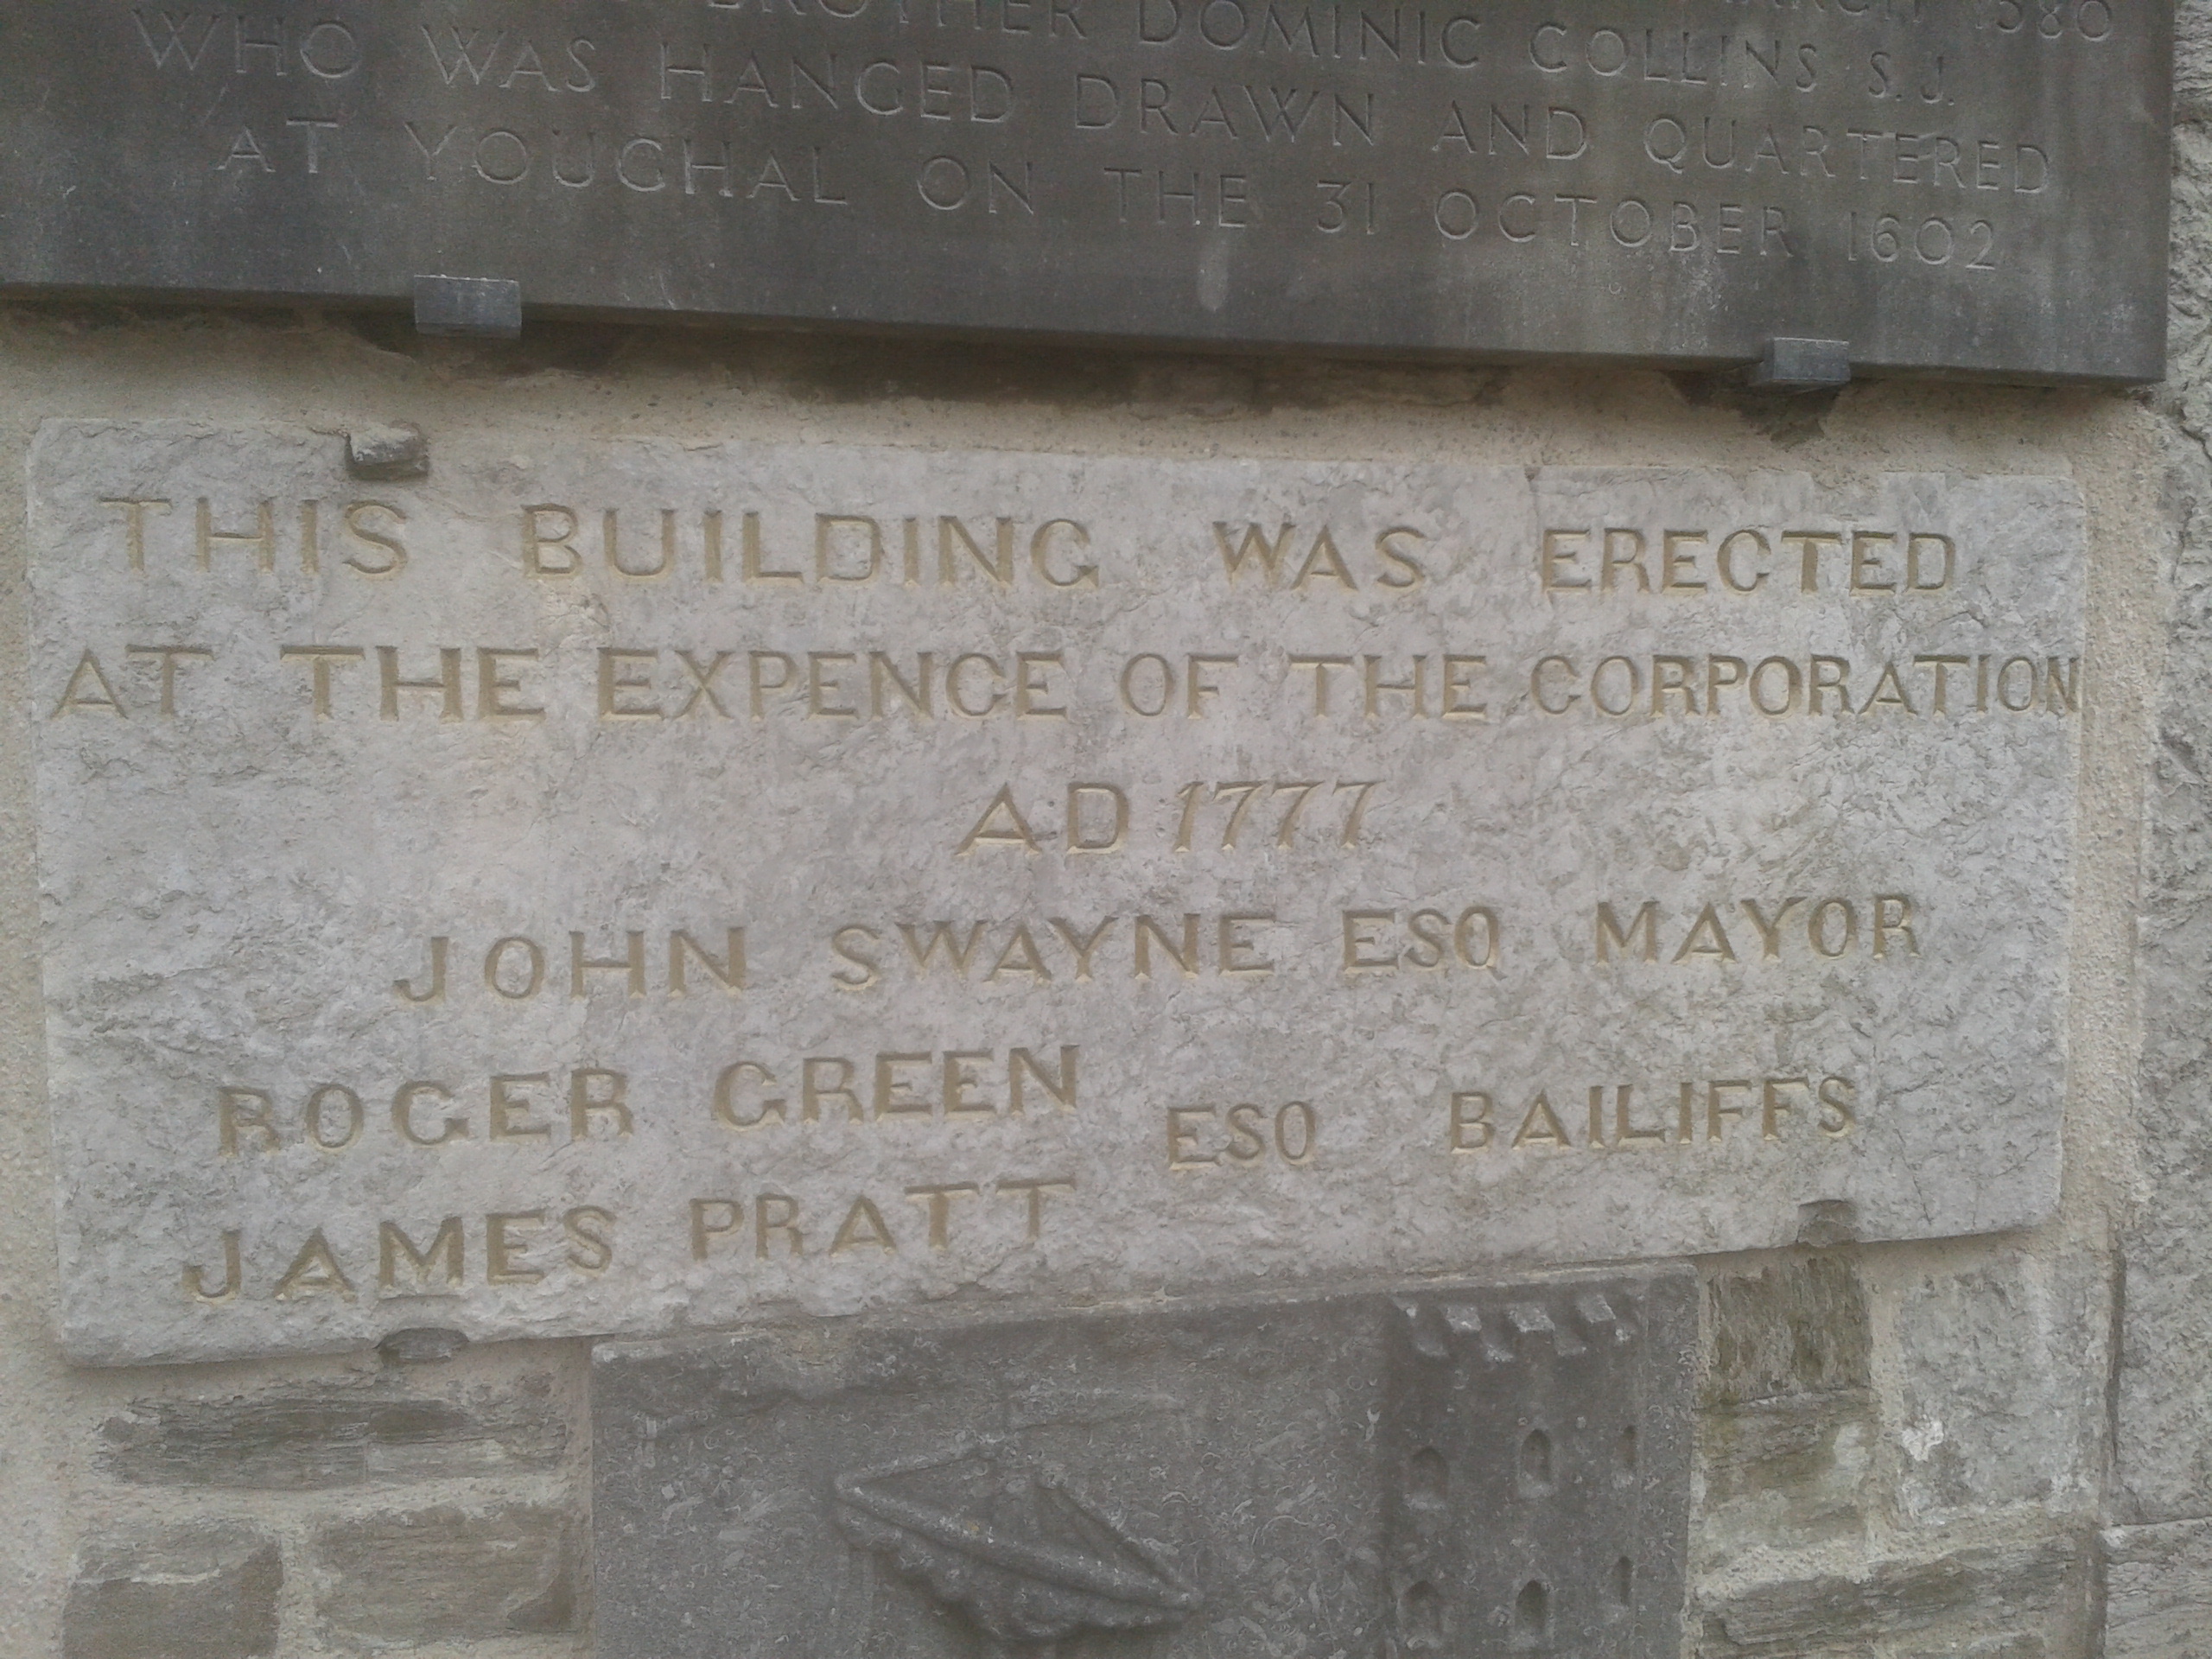 BROTHER DOMINIC COLLINS S.J.
WHO WAS HANGED DRAWN AND QUARTERED
AT YOUGHAL ON THE 31 OCTOBER 1602
THIS BUILDING WAS ERECTED
AT THE EXPENCE OF THE CORPORATION
AD 1777
JOHN SWAYNE ESQ MAYOR
ROGER GREEN
ESQ BAILIFFS
JAMES PRATT